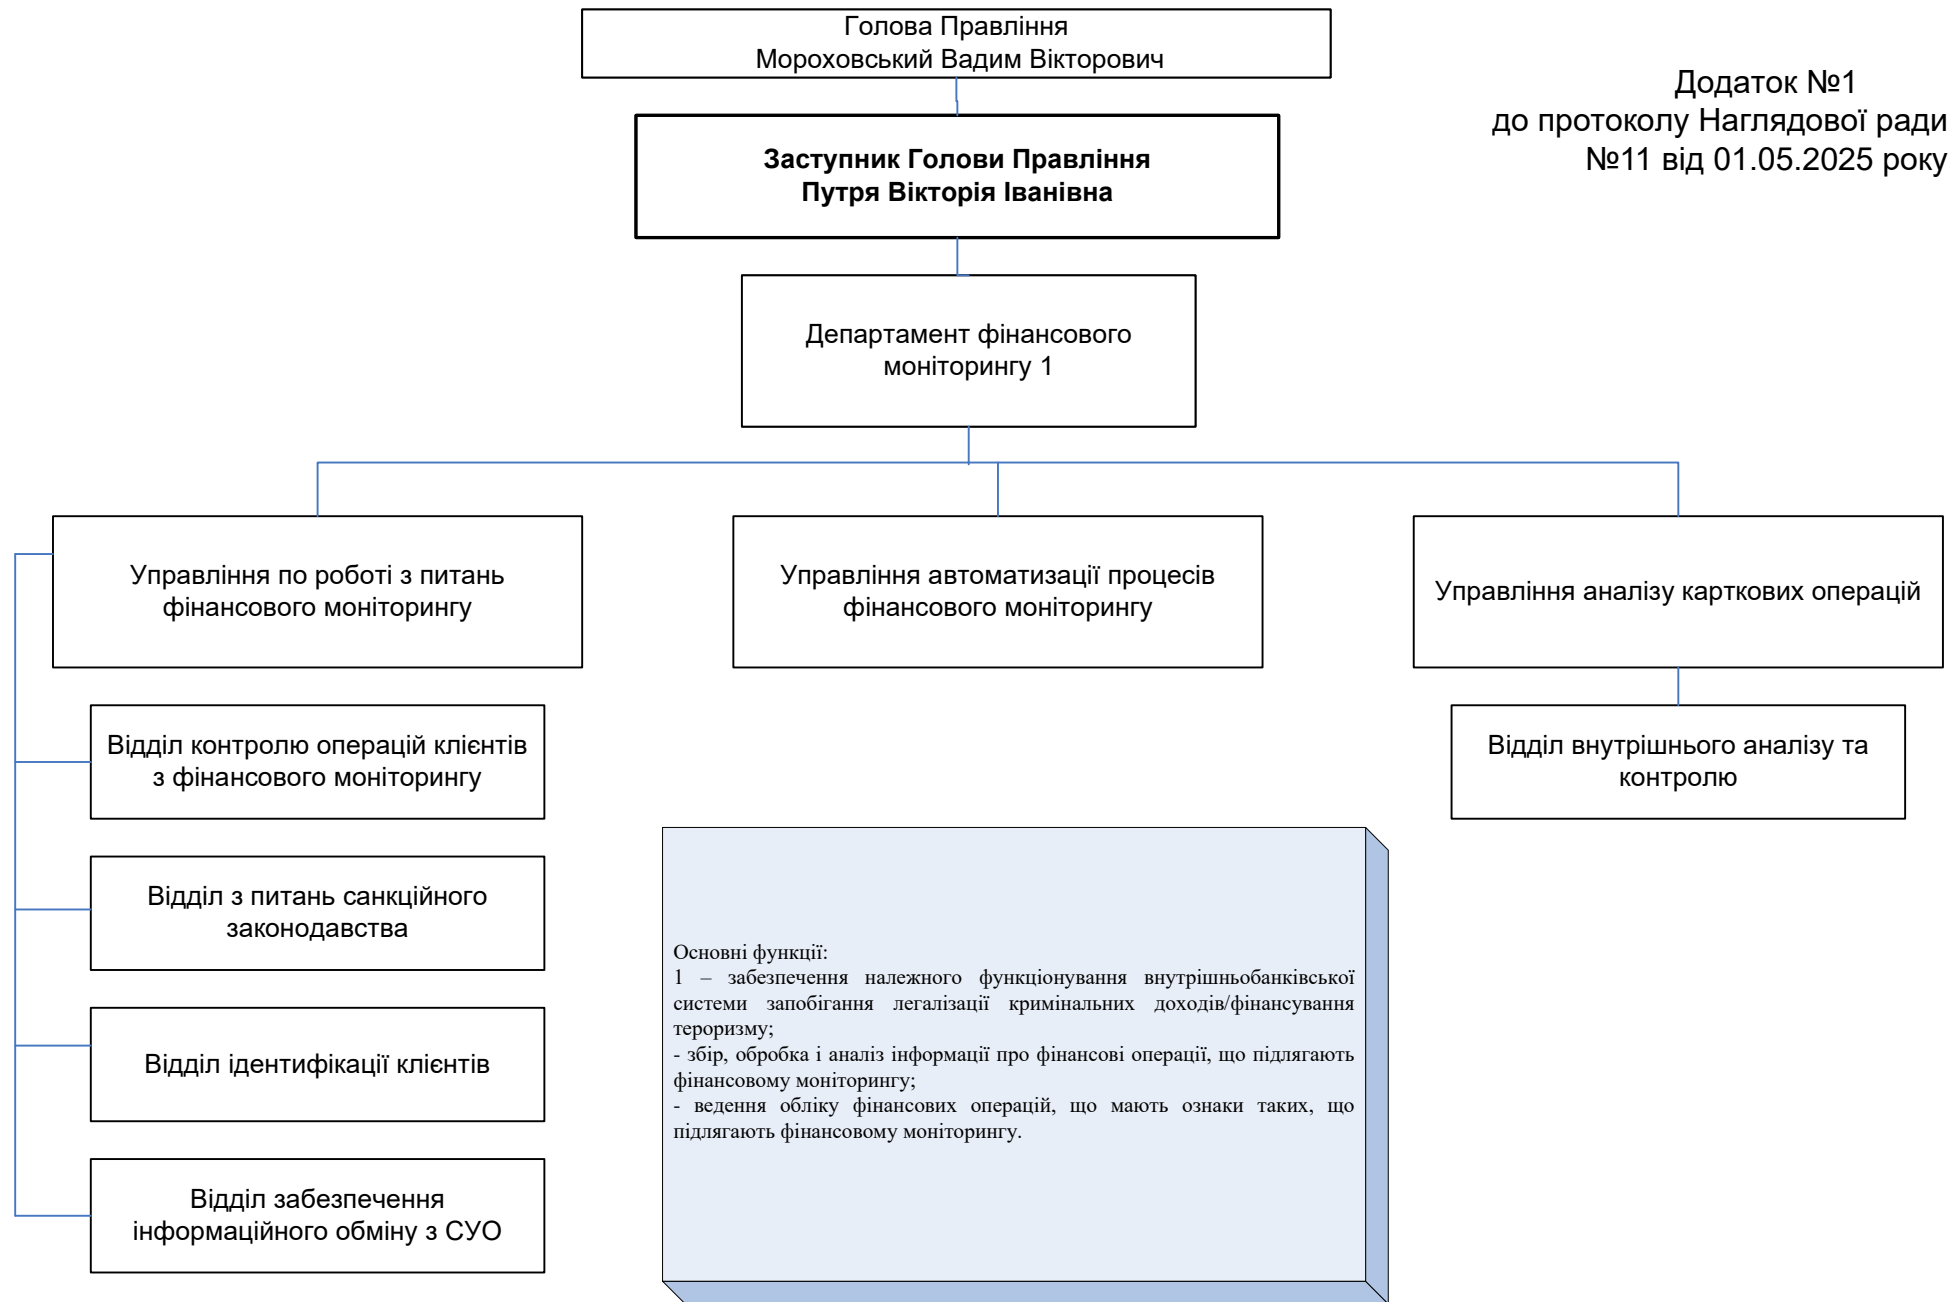 Голова Правління
Мороховський Вадим Вікторович
Додаток №1
до протоколу Наглядової ради
№11 від 01.05.2025 року
Заступник Голови Правління
Путря Вікторія Іванівна
Департамент фінансового
моніторингу 1
Управління по роботі з питань
фінансового моніторингу
Управління автоматизації процесів
фінансового моніторингу
Управління аналізу карткових операцій
Відділ контролю операцій клієнтів
з фінансового моніторингу
Відділ внутрішнього аналізу та
контролю
Відділ з питань санкційного
законодавства
Відділ ідентифікації клієнтів
Відділ забезпечення
інформаційного обміну з СУО
Основні функції:
1 – забезпечення належного функціонування внутрішньобанківської
системи запобігання легалізації кримінальних доходів/фінансування
тероризму;
- збір, обробка і аналіз інформації про фінансові операції, що підлягають
фінансовому моніторингу;
- ведення обліку фінансових операцій, що мають ознаки таких, що
підлягають фінансовому моніторингу.